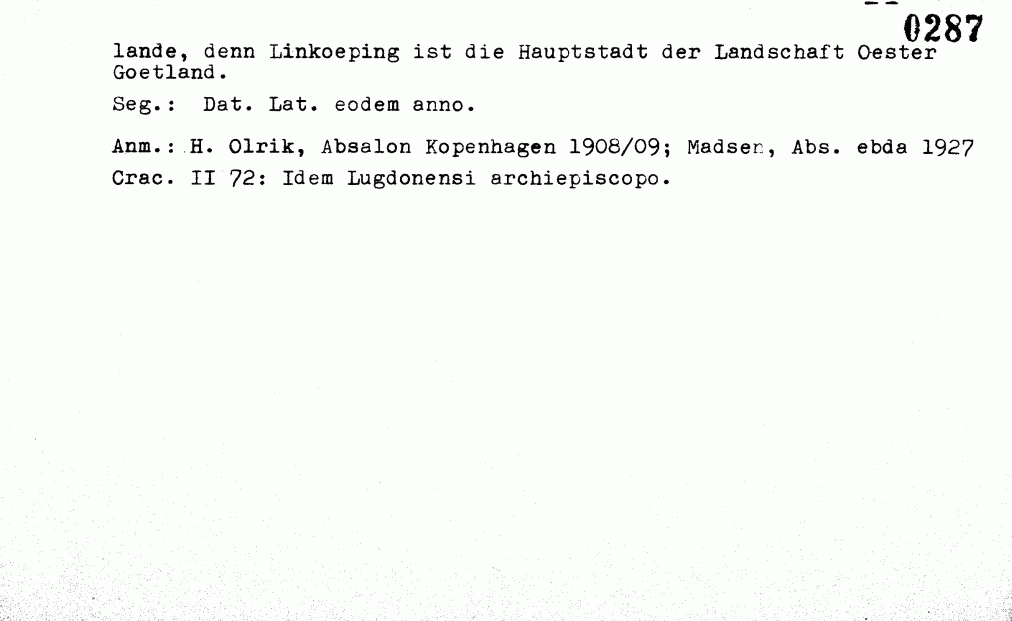 0287
lande, denn Linkoeping ist die Hauptstadt der Landschaft Oester
Goetland.
Seg.: Dat. Lat. eodem anno.
Anm.: H. Olrik, Absalon Kopenhagen 1908/09; Madsen, Abs. ebda 1927
Crac. II 72: Idem Lugdonensi archiepiscopo.